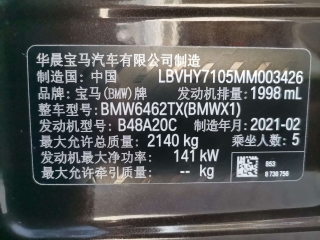 华晨宝马汽车有限公司制造
制造国：中国 LBVHY7105MM003426
品牌：宝马(BMW)牌 发动机排量：1998 mL
整车型号：BMW6462TX(BMWX1)
发动机型号：B48A20C 制造年月：2021-02
最大允许总质量：2140 kg 乘坐人数：5
发动机最大净功率：141 kW
最大允许牵引质量：-- kg
853
8 738 798